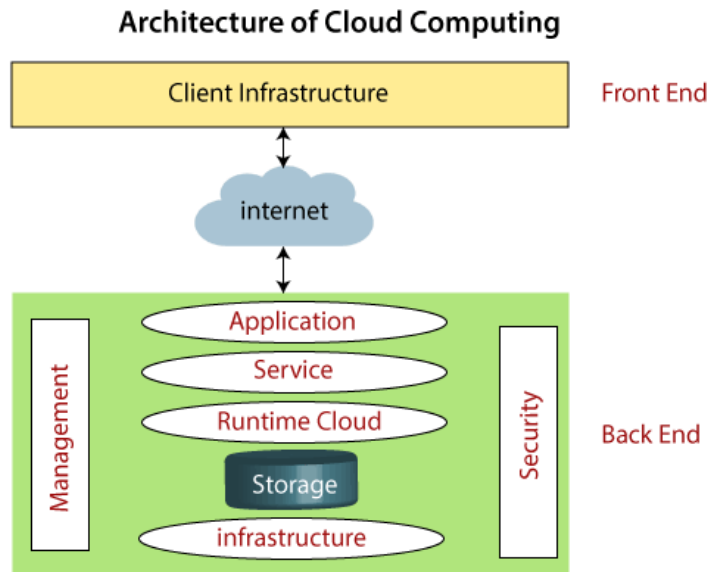 Architecture of Cloud Computing
Client Infrastructure
Front End
internet
Application
Service
Runtime Cloud
Storage
infrastructure
Management
Security
Back End